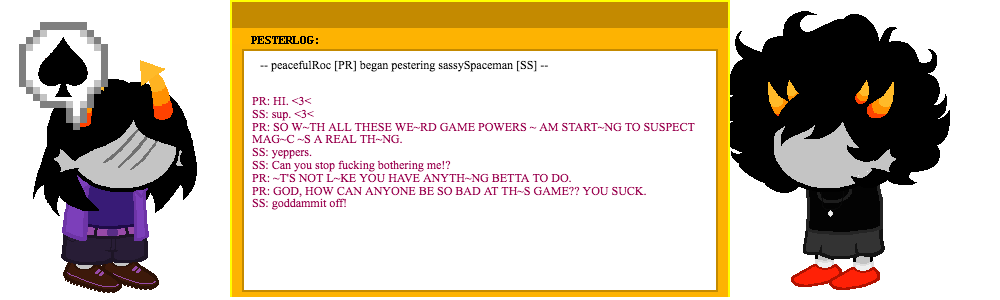 PESTERLOG:
-- peacefulRoc [PR] began pestering sassySpaceman [SS] --
PR: HI. <3<
SS: sup. <3<
PR: SO W~TH ALL THESE WE~RD GAME POWERS ~ AM START~NG TO SUSPECT
MAG~C ~S A REAL TH~NG.
SS: yeppers.
SS: Can you stop fucking bothering me!?
PR: ~T'S NOT L~KE YOU HAVE ANYTH~NG BETTA TO DO.
PR: GOD, HOW CAN ANYONE BE SO BAD AT TH~S GAME?? YOU SUCK.
SS: goddammit off!